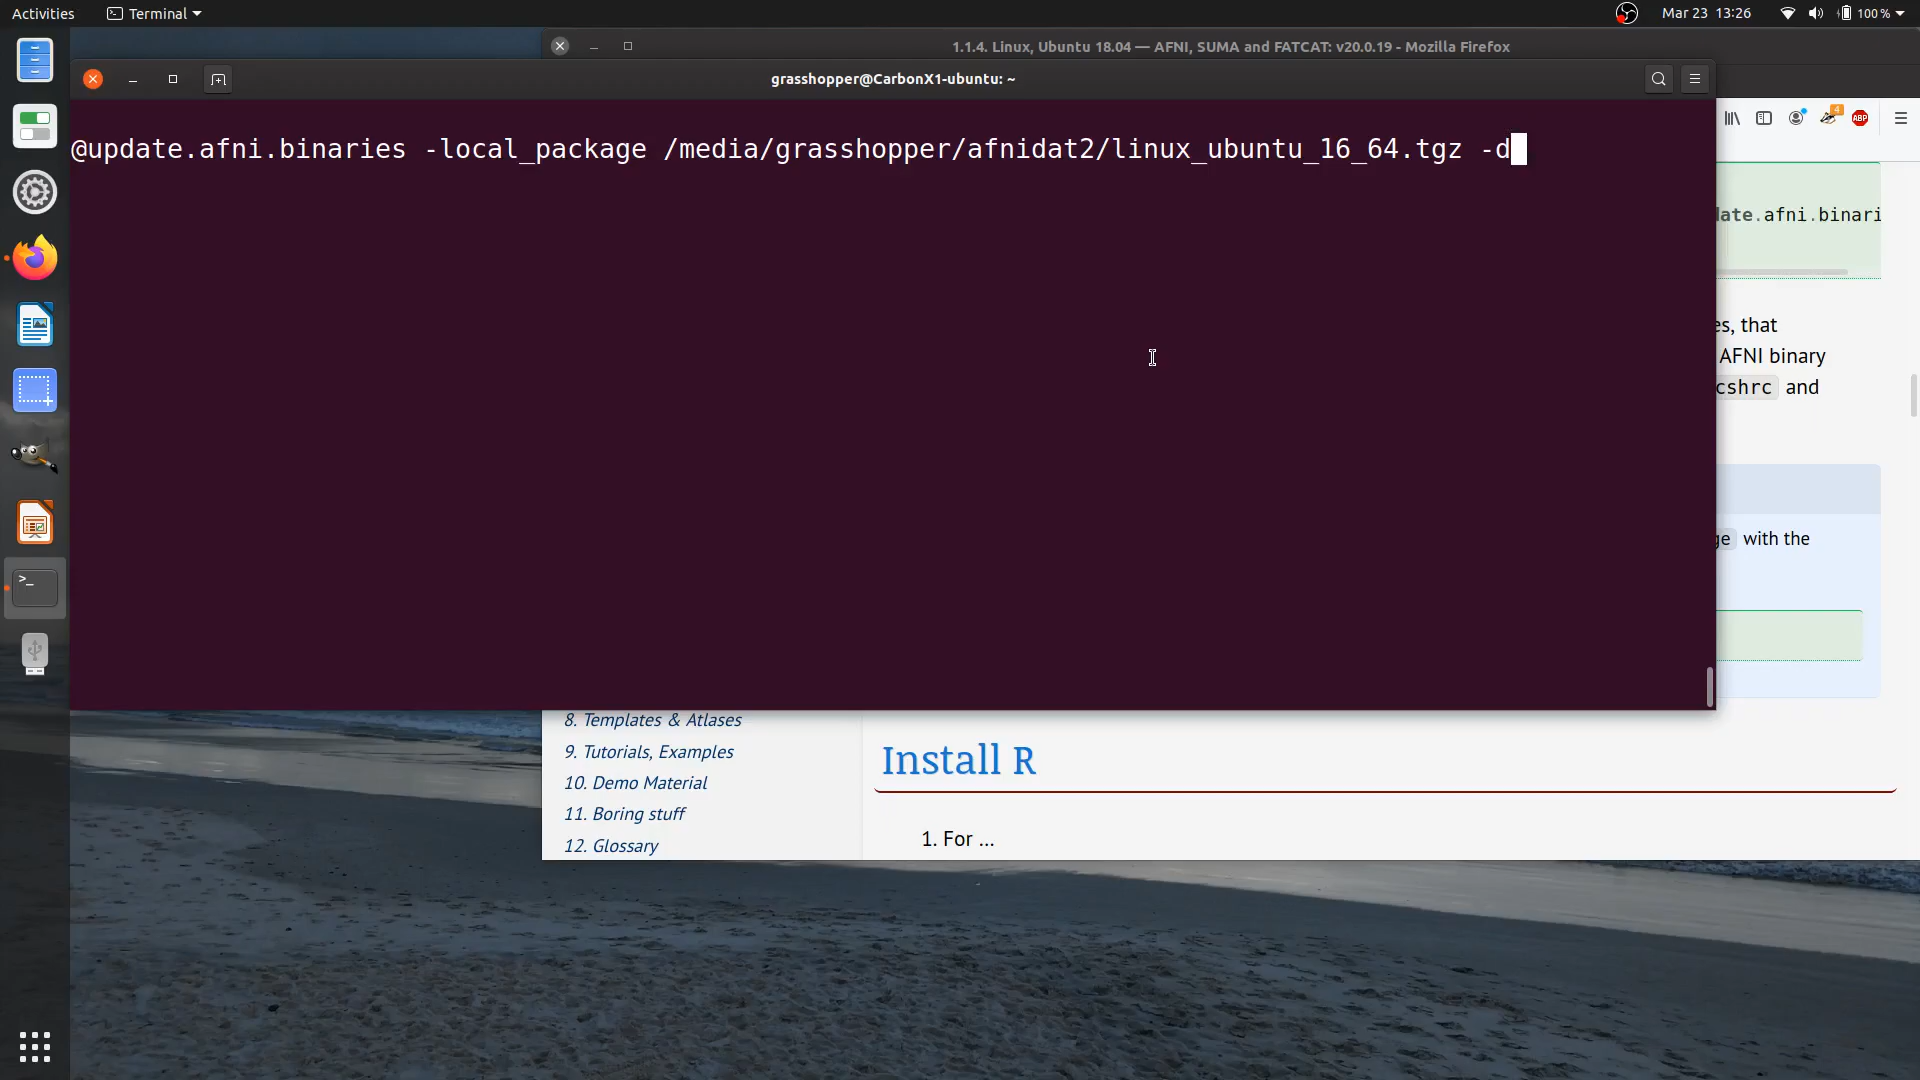 Activities
Terminal
Mar 23 13:26
100 %
1.1.4. Linux, Ubuntu 18.04 — AFNI, SUMA and FATCAT: v20.0.19 - Mozilla Firefox
grasshopper@CarbonX1-ubuntu: ~
@update.afni.binaries -local_package /media/grasshopper/afnidat2/linux_ubuntu_16_64.tgz -d
4
ABP
date.afni.binari
es, that
AFNI binary
cshrc and
ge with the
8. Templates & Atlases
9. Tutorials, Examples
10. Demo Material
11. Boring stuff
12. Glossary
Install R
1. For ...